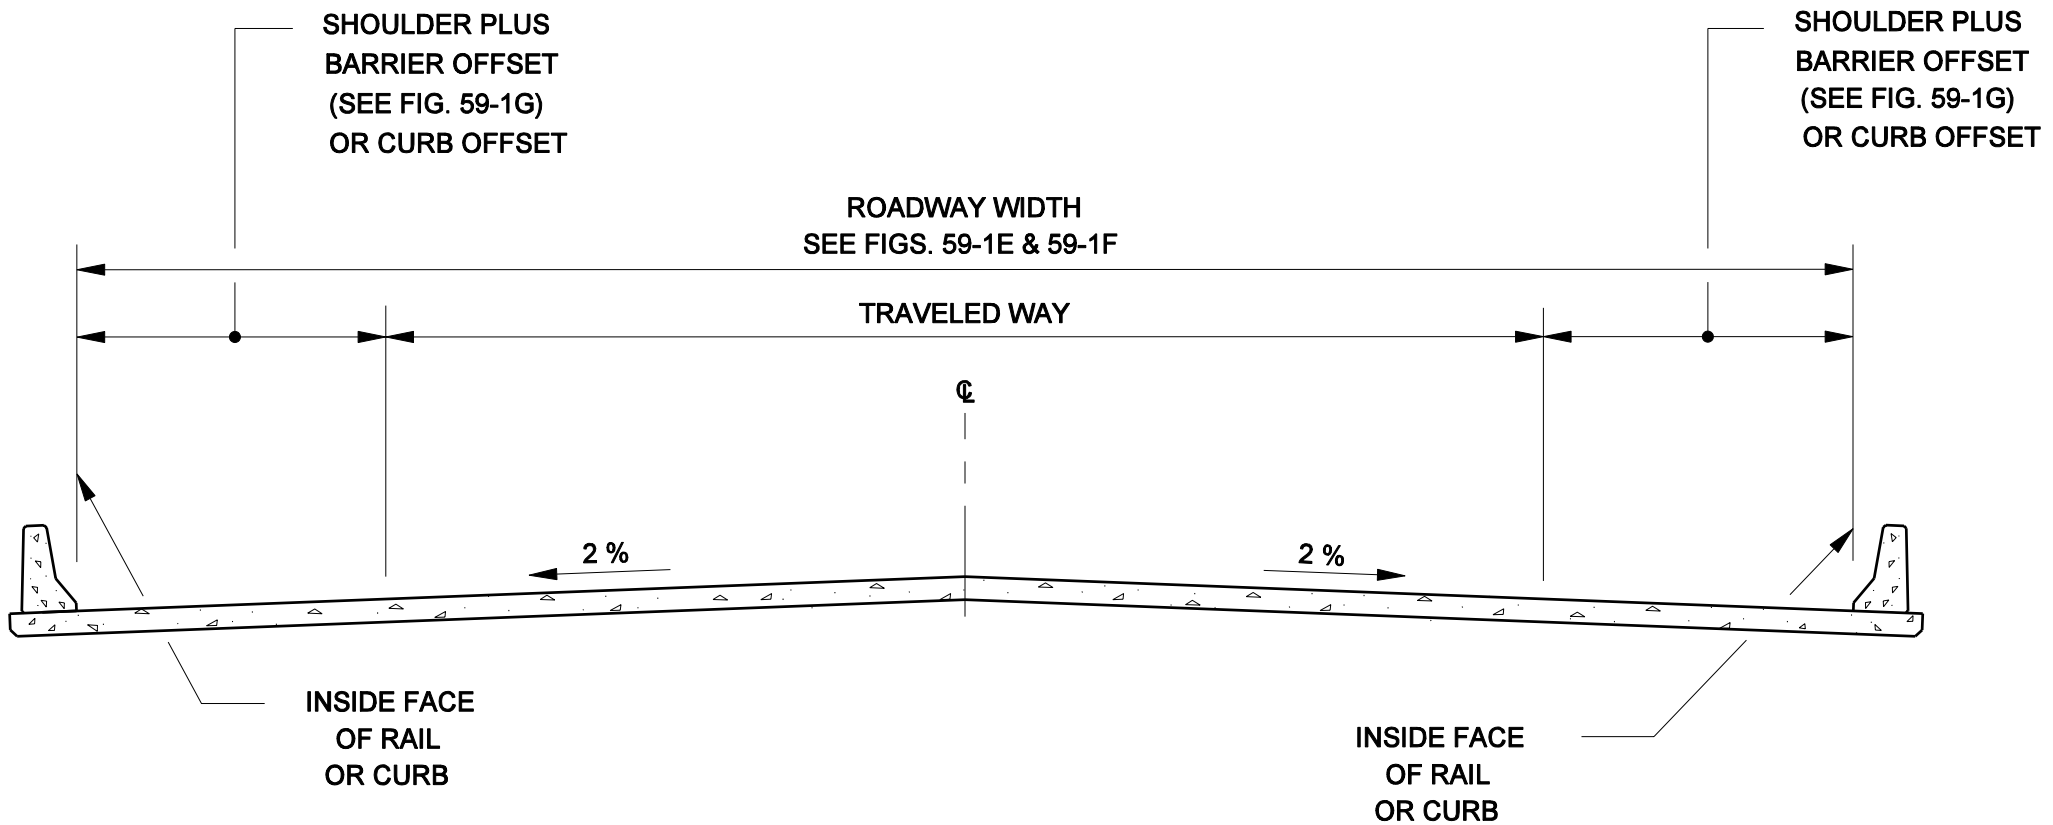 SHOULDER PLUS
BARRIER OFFSET
(SEE FIG. 59-1G)
OR CURB OFFSET
SHOULDER PLUS
BARRIER OFFSET
(SEE FIG. 59-1G)
OR CURB OFFSET
ROADWAY WIDTH
SEE FIGS. 59-1E & 59-1F
TRAVELED WAY
℄
2 %
2 %
INSIDE FACE
OF RAIL
OR CURB
INSIDE FACE
OF RAIL
OR CURB